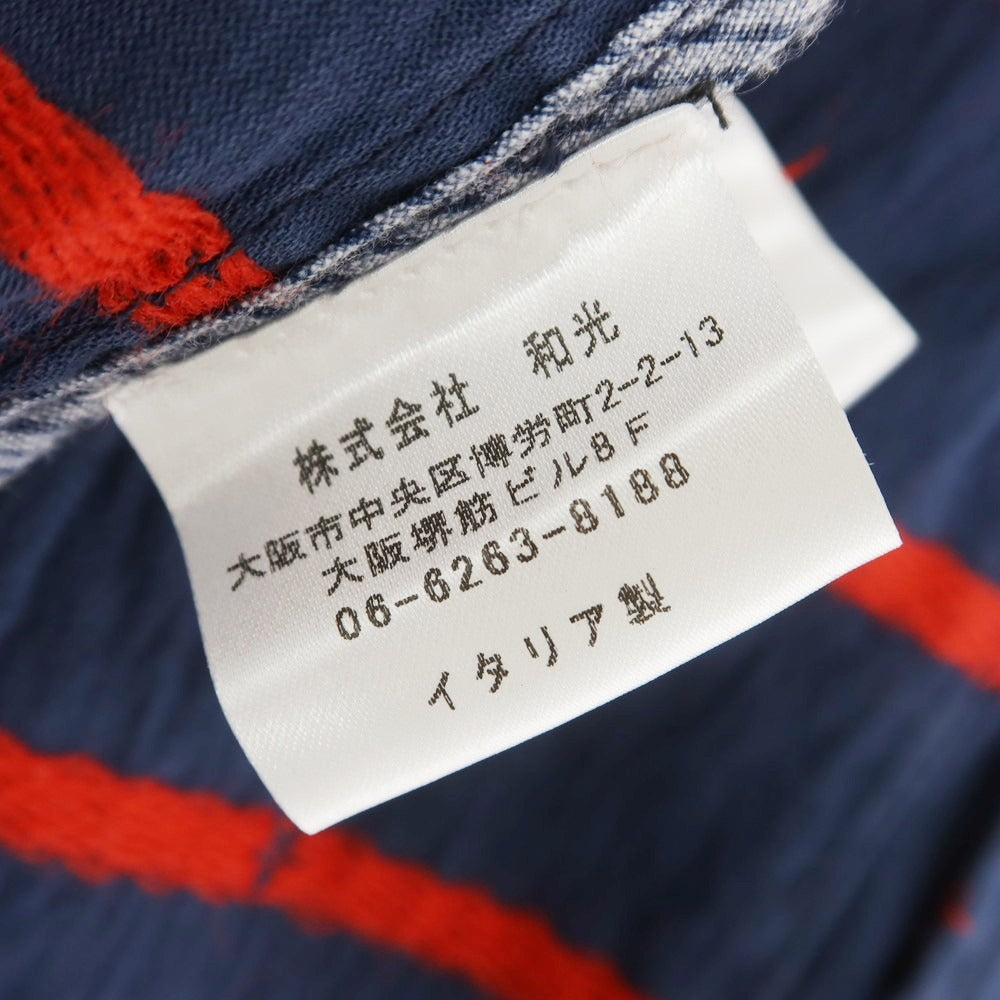 株式会社 和光
大阪市中央区博労町2-2-13
大阪堺筋ビル8F
06-6263-8188
イタリア製